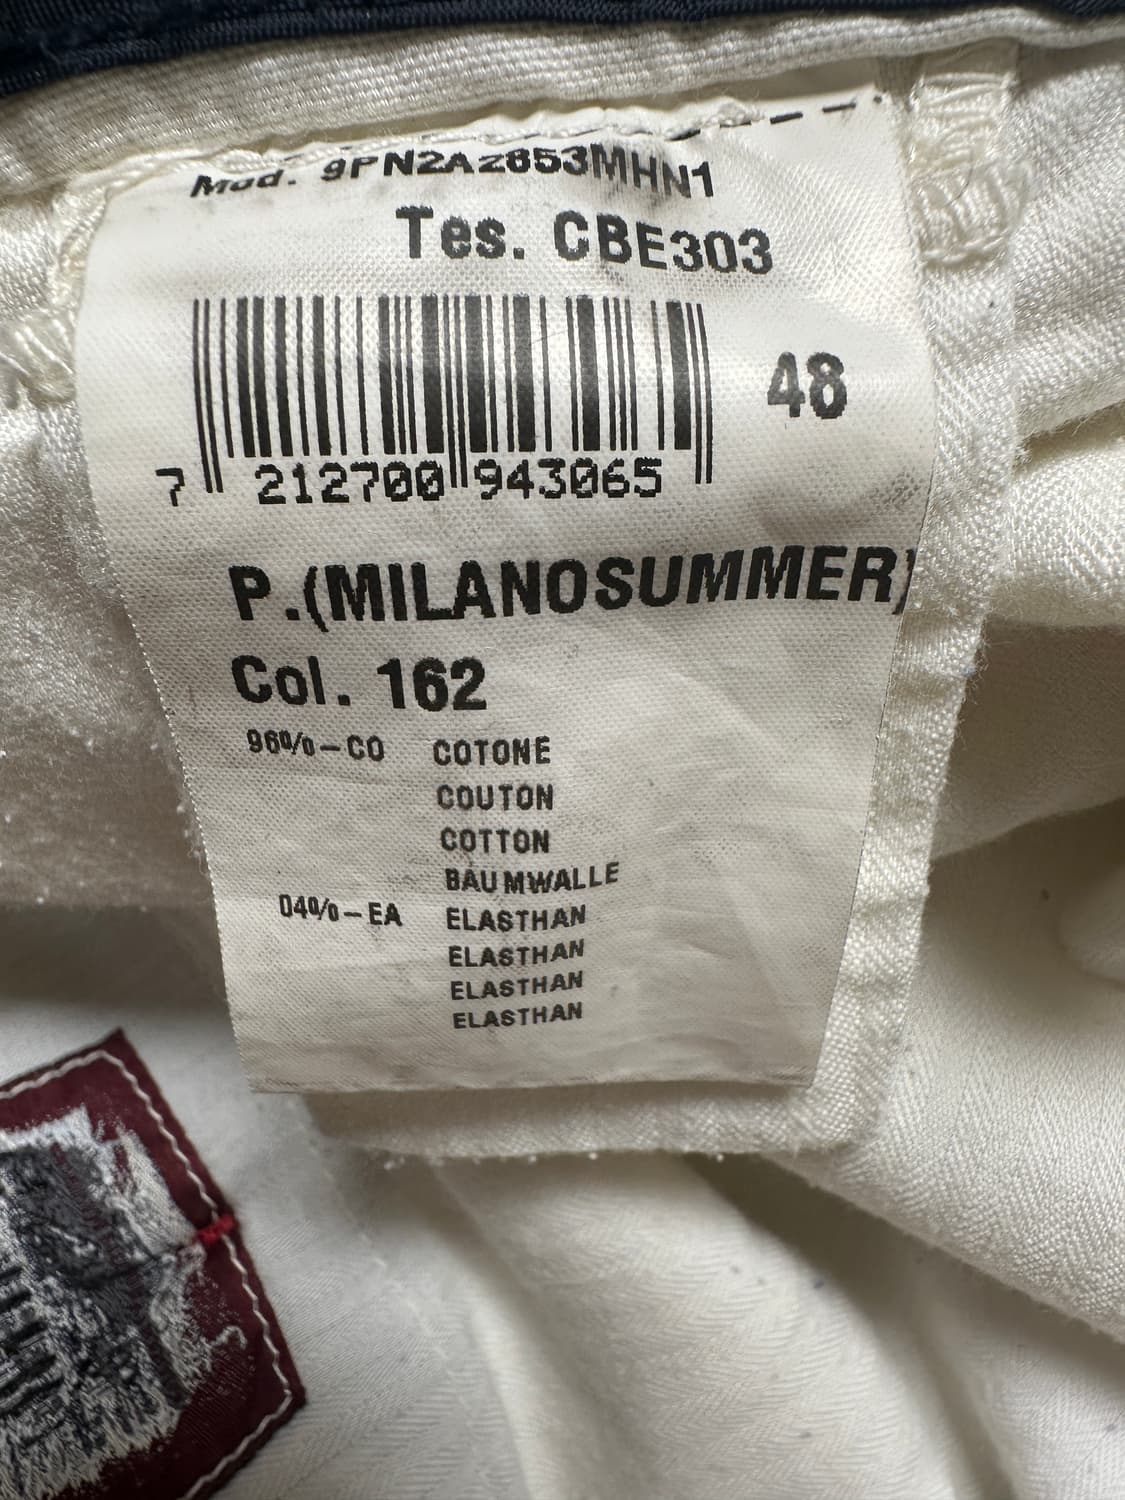 Mod. 9PN2A2653MHN1
Tes. CBE303
48
7 212700 943065
P.(MILANOSUMMER)
Col. 162
96%-CO COTONE
COUTON
COTTON
BAUMWALLE
04%-EA ELASTHAN
ELASTHAN
ELASTHAN
ELASTHAN